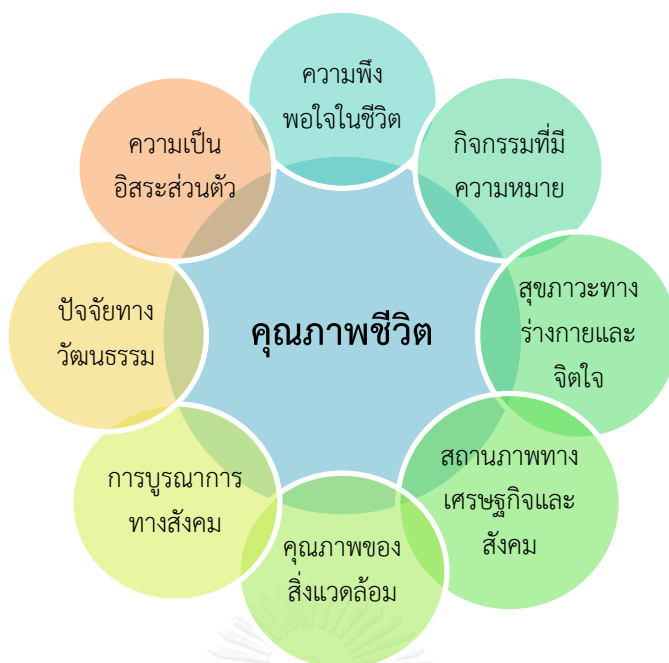 ความพึง
พอใจในชีวิต
กิจกรรมที่มี
ความหมาย
สุขภาวะทาง
ร่างกายและ
จิตใจ
สถานภาพทาง
เศรษฐกิจและ
สังคม
คุณภาพของ
สิ่งแวดล้อม
การบูรณาการ
ทางสังคม
ปัจจัยทาง
วัฒนธรรม
ความเป็น
อิสระส่วนตัว
คุณภาพชีวิต